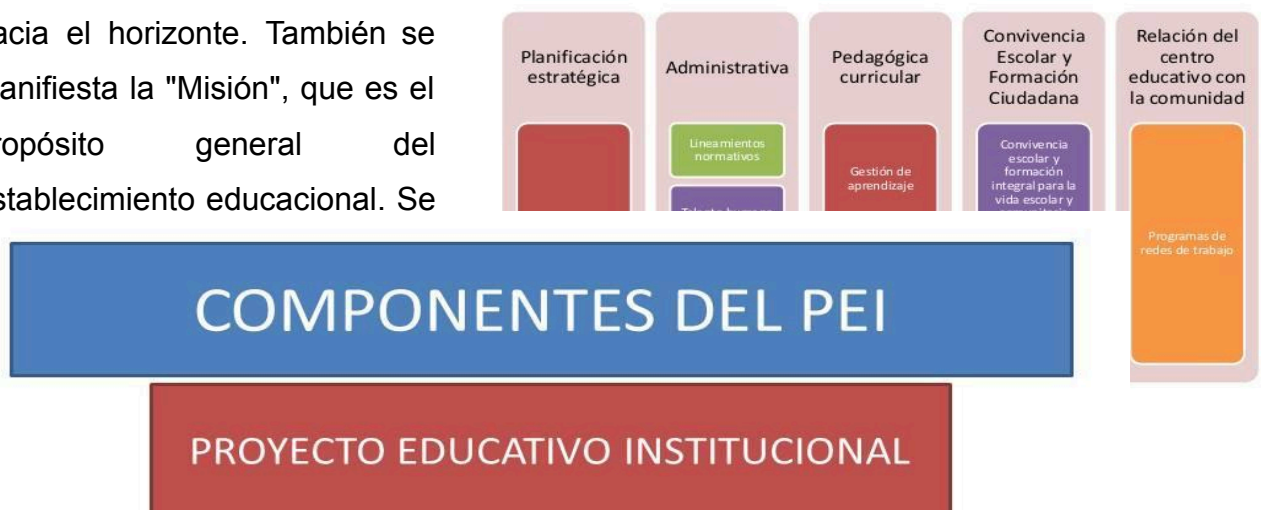 acia el horizonte. También se
anifiesta la "Misión", que es el
opósito general del
stablecimiento educacional. Se
Planificación
estratégica
Administrativa
Lineamientos
normativos
Pedagógica
curricular
Gestión de
aprendizaje
Convivencia
Escolar y
Formación
Ciudadana
Convivencia
escolar y
formación
integral para la
vida escolar y
Relación del
centro
educativo con
la comunidad
Programas de
redes de trabajo
COMPONENTES DEL PEI
PROYECTO EDUCATIVO INSTITUCIONAL